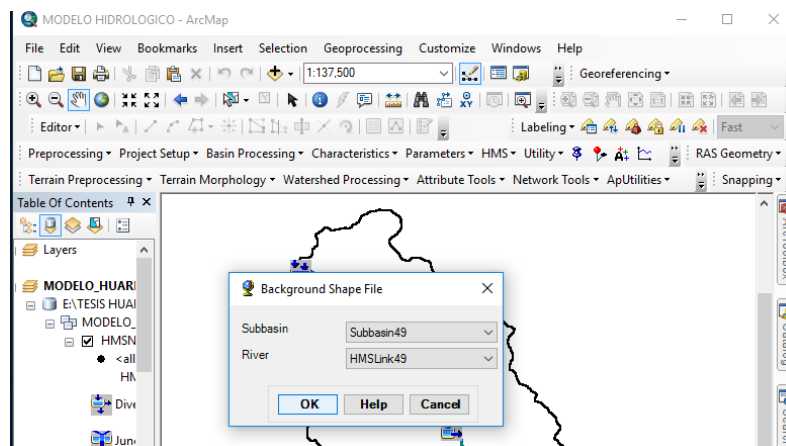 MODELO HIDROLOGICO - ArcMap
File Edit View Bookmarks Insert Selection Geoprocessing Customize Windows Help
1:137,500 Georeferencing
Editor Labeling Fast
Preprocessing Project Setup Basin Processing Characteristics Parameters HMS Utility RAS Geometry
Terrain Preprocessing Terrain Morphology Watershed Processing Attribute Tools Network Tools ApUtilities Snapping
Table Of Contents
Layers
MODELO_HUARI
E:\TESIS HUAI
MODELO_
HMSN
<all
HN
Dive
Jun
Background Shape File
Subbasin Subbasin49
River HMSLink49
OK Help Cancel
ArcToolbox
Catalog